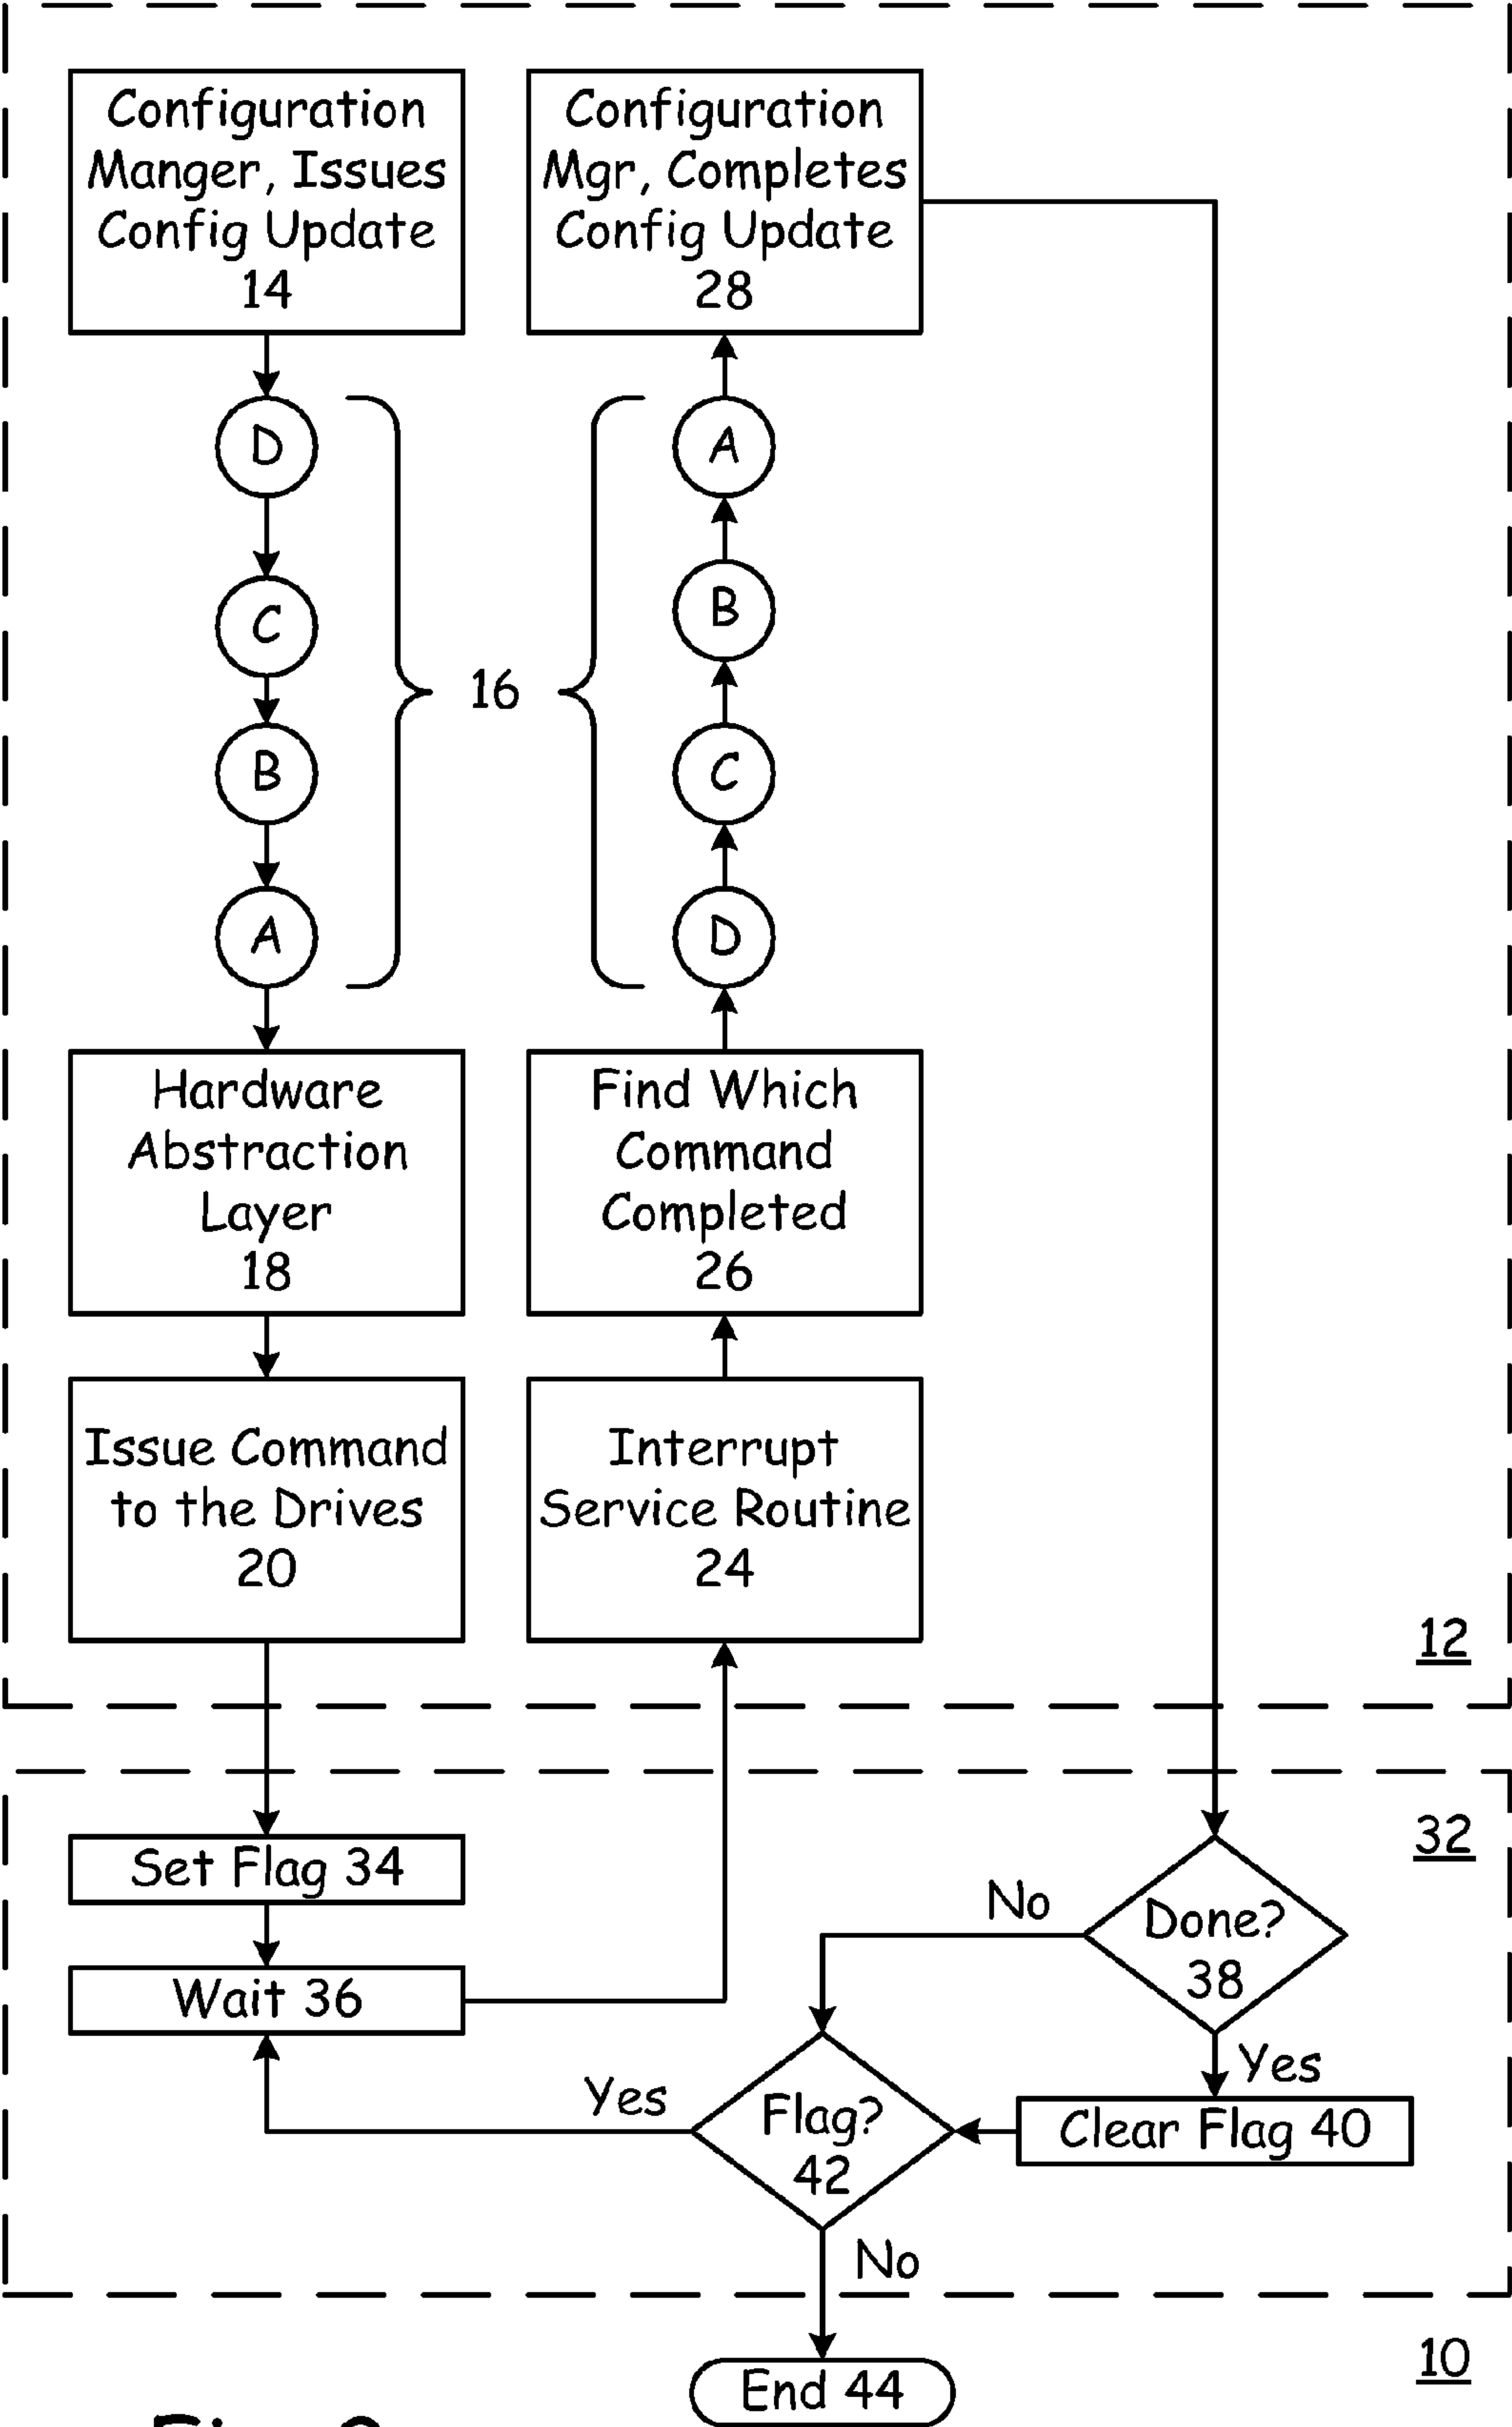 Configuration
Manger, Issues
Config Update
14
D
C
B
A
16
Hardware
Abstraction
Layer
18
Issue Command
to the Drives
20
Configuration
Mgr, Completes
Config Update
28
A
B
C
D
Find Which
Command
Completed
26
Interrupt
Service Routine
24
12
32
Set Flag 34
Wait 36
No
Done?
38
Yes
Yes
Flag?
42
Clear Flag 40
No
10
End 44